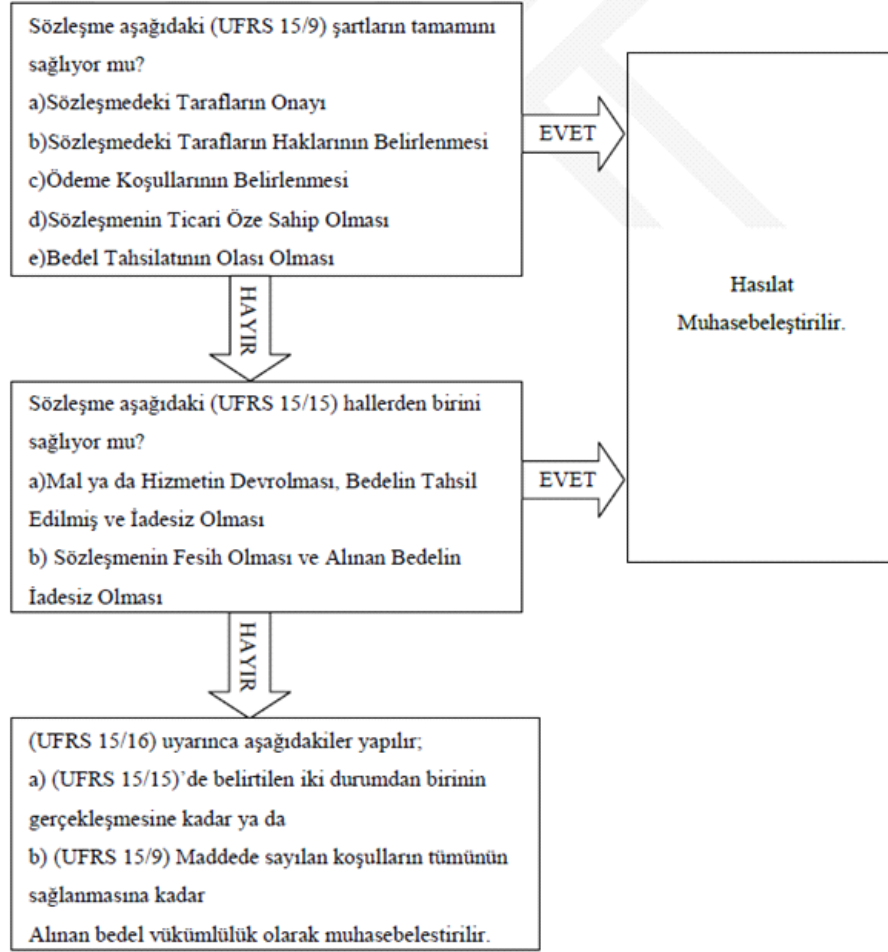 Sözleşme aşağıdaki (UFRS 15/9) şartların tamamını
sağlıyor mu?
a)Sözleşmedeki Tarafların Onayı
b)Sözleşmedeki Tarafların Haklarının Belirlenmesi
c)Ödeme Koşullarının Belirlenmesi
d)Sözleşmenin Ticari Öze Sahip Olması
e)Bedel Tahsilatının Olası Olması
EVET
Hasılat
Muhasebeleştirilir.
HAYIR
Sözleşme aşağıdaki (UFRS 15/15) hallerden birini
sağlıyor mu?
a)Mal ya da Hizmetin Devrolması, Bedelin Tahsil
Edilmiş ve İadesiz Olması
b) Sözleşmenin Fesih Olması ve Alınan Bedelin
İadesiz Olması
EVET
HAYIR
(UFRS 15/16) uyarınca aşağıdakiler yapılır;
a) (UFRS 15/15)’de belirtilen iki durumdan birinin
gerçekleşmesine kadar ya da
b) (UFRS 15/9) Maddede sayılan koşulların tümünün
sağlanmasına kadar
Alınan bedel yükümlülük olarak muhasebeleştirilir.